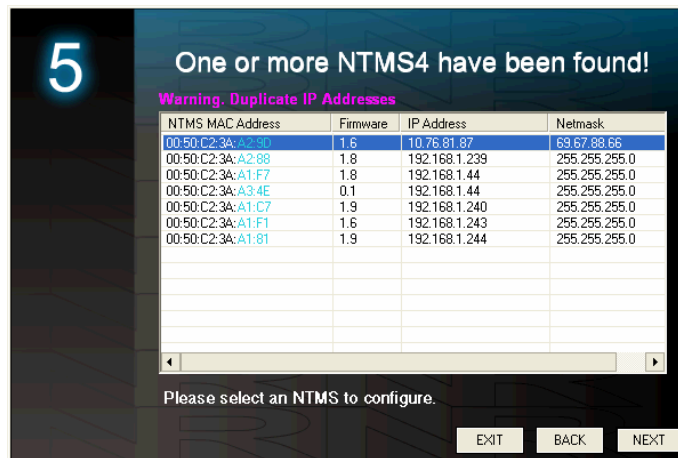 5
One or more NTMS4 have been found!
Warning. Duplicate IP Addresses
NTMS MAC Address Firmware IP Address Netmask
00:50:C2:3A:A2:9D 1.6 10.76.81.87 69.67.88.66
00:50:C2:3A:A2:88 1.8 192.168.1.239 255.255.255.0
00:50:C2:3A:A1:F7 1.8 192.168.1.44 255.255.255.0
00:50:C2:3A:A3:4E 0.1 192.168.1.44 255.255.255.0
00:50:C2:3A:A1:C7 1.9 192.168.1.240 255.255.255.0
00:50:C2:3A:A1:F1 1.6 192.168.1.243 255.255.255.0
00:50:C2:3A:A1:81 1.9 192.168.1.244 255.255.255.0
Please select an NTMS to configure.
EXIT BACK NEXT